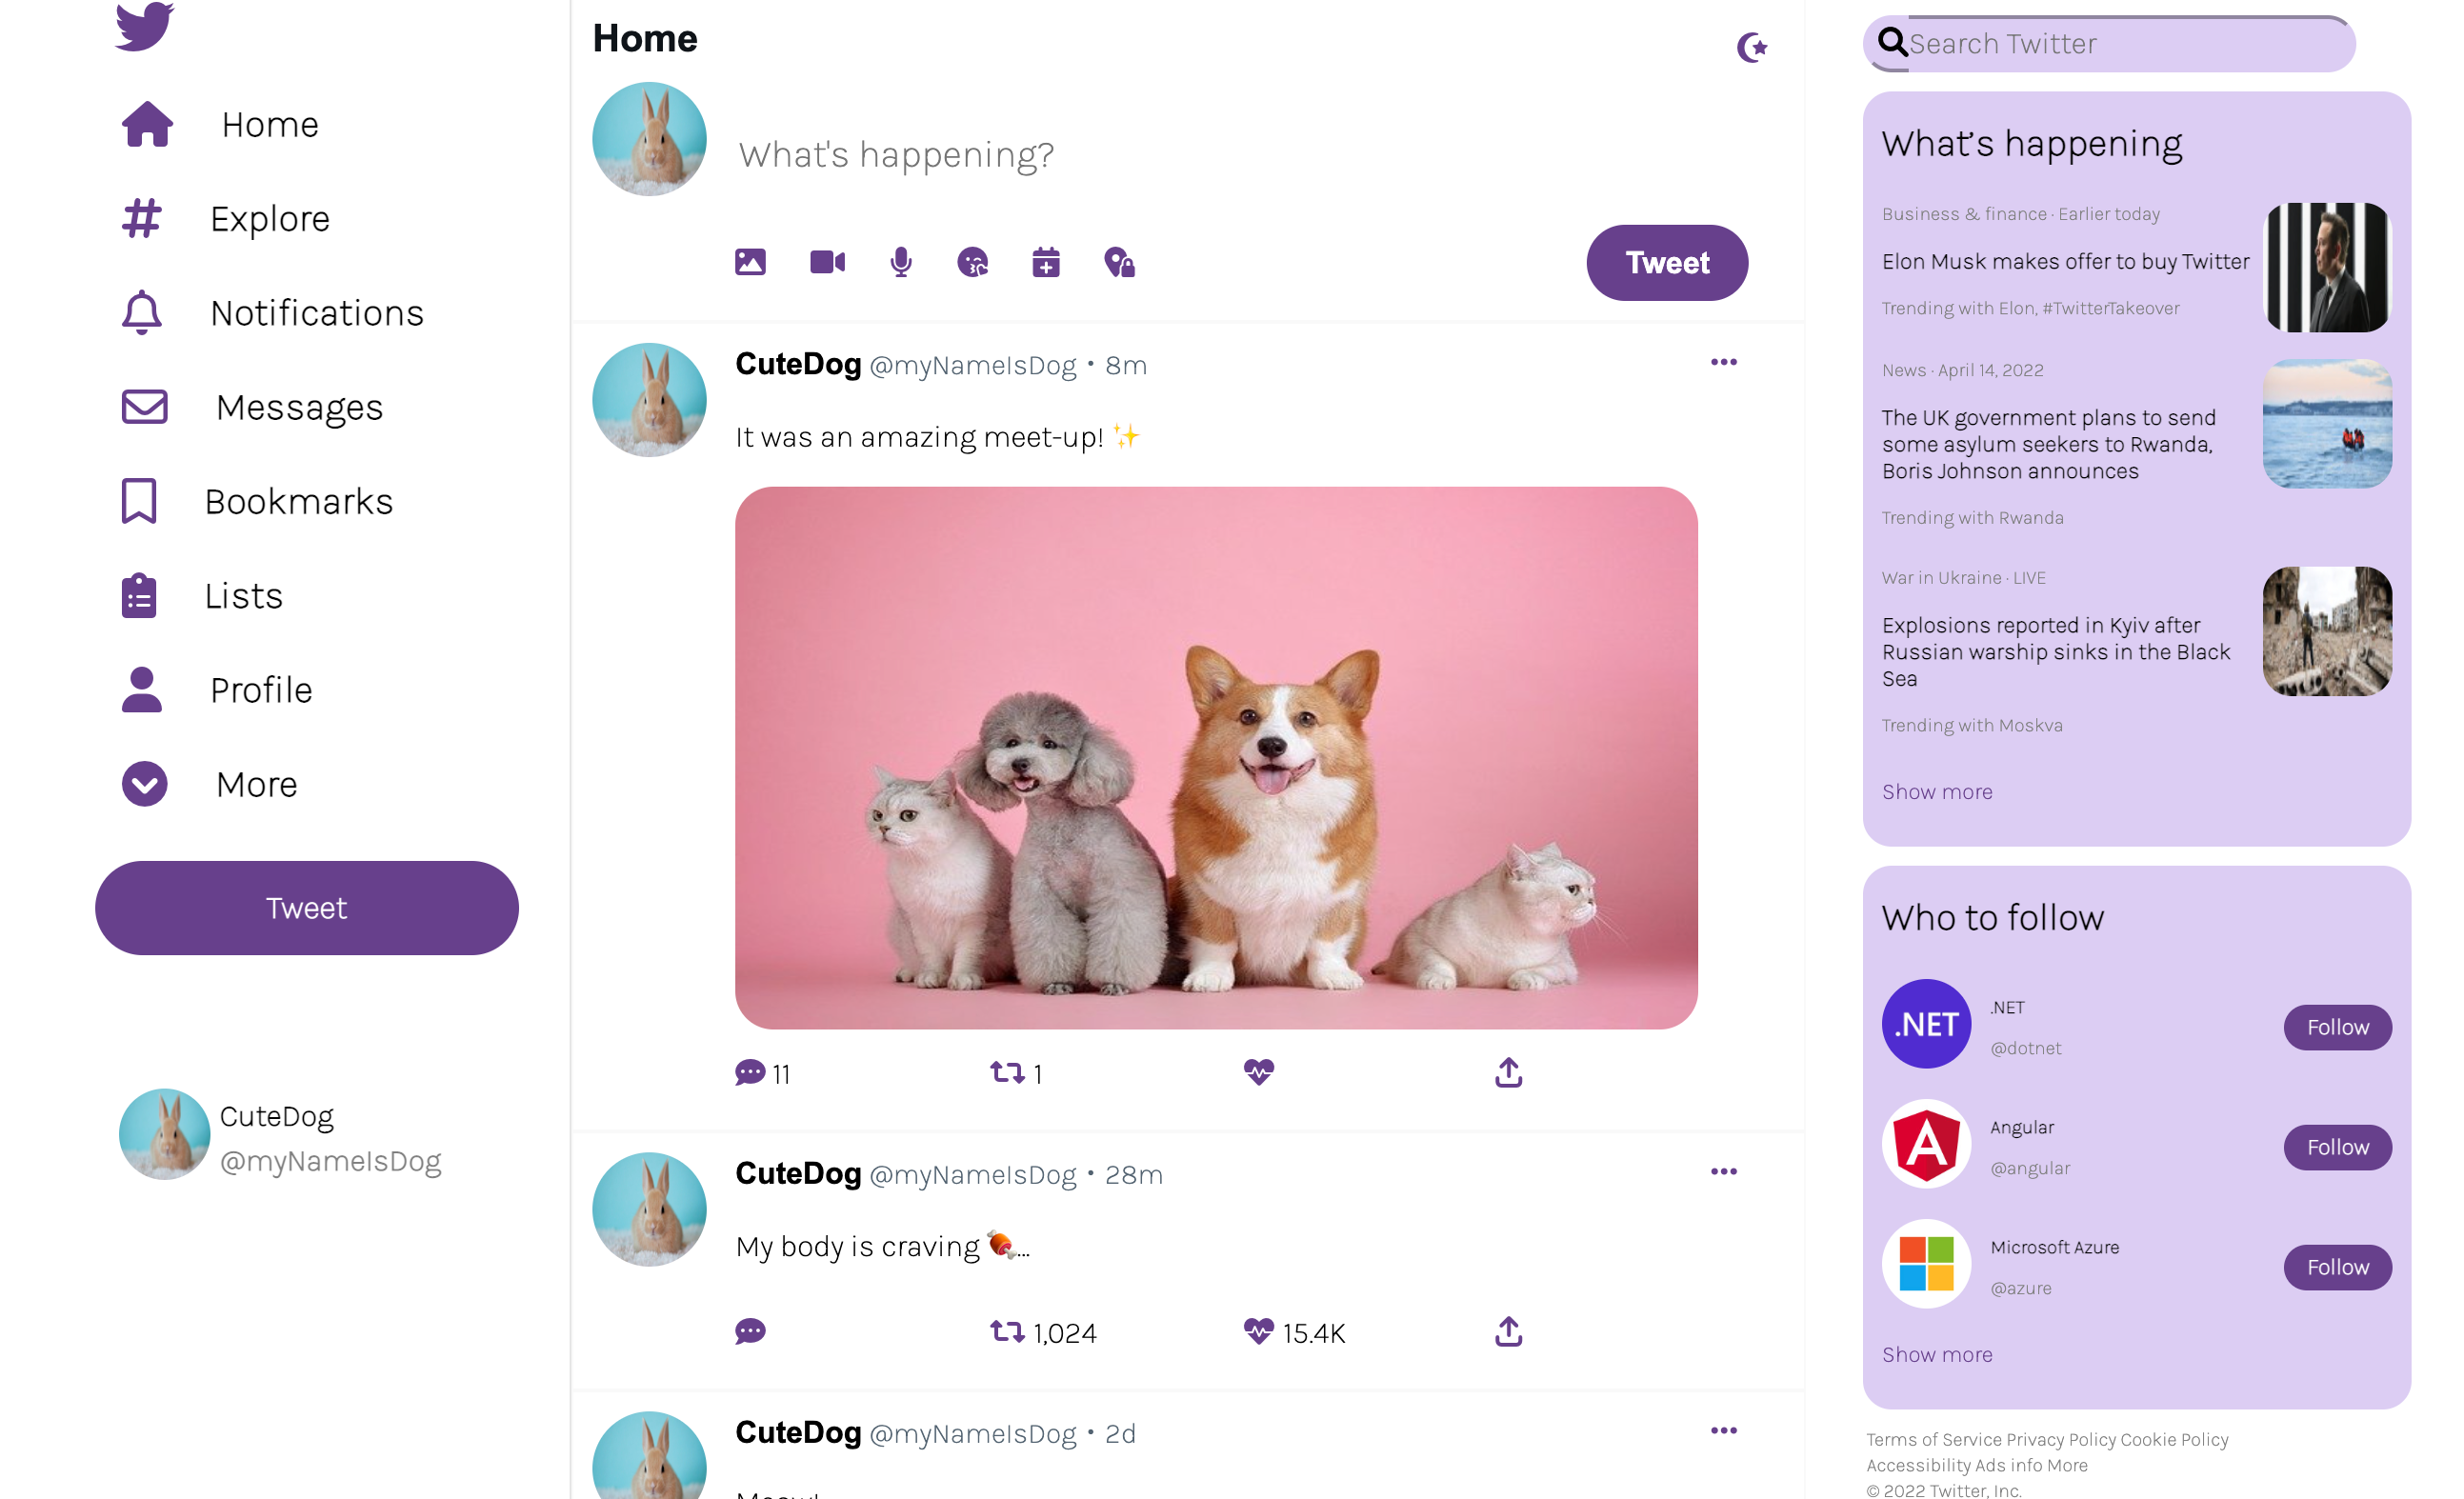 Home
Explore
Notifications
Messages
Bookmarks
Lists
Profile
More
Tweet
CuteDog
@myNameIsDog
Home
What's happening?
Tweet
CuteDog @myNameIsDog • 8m
It was an amazing meet-up! ✨
11 1
CuteDog @myNameIsDog • 28m
My body is craving 🍖...
1,024 15.4K
CuteDog @myNameIsDog • 2d
Search Twitter
What's happening
Business & finance · Earlier today
Elon Musk makes offer to buy Twitter
Trending with Elon, #TwitterTakeover
News · April 14, 2022
The UK government plans to send
some asylum seekers to Rwanda,
Boris Johnson announces
Trending with Rwanda
War in Ukraine · LIVE
Explosions reported in Kyiv after
Russian warship sinks in the Black
Sea
Trending with Moskva
Show more
Who to follow
.NET
.NET
@dotnet
Follow
Angular
@angular
Follow
Microsoft Azure
@azure
Follow
Show more
Terms of Service Privacy Policy Cookie Policy
Accessibility Ads info More
© 2022 Twitter, Inc.